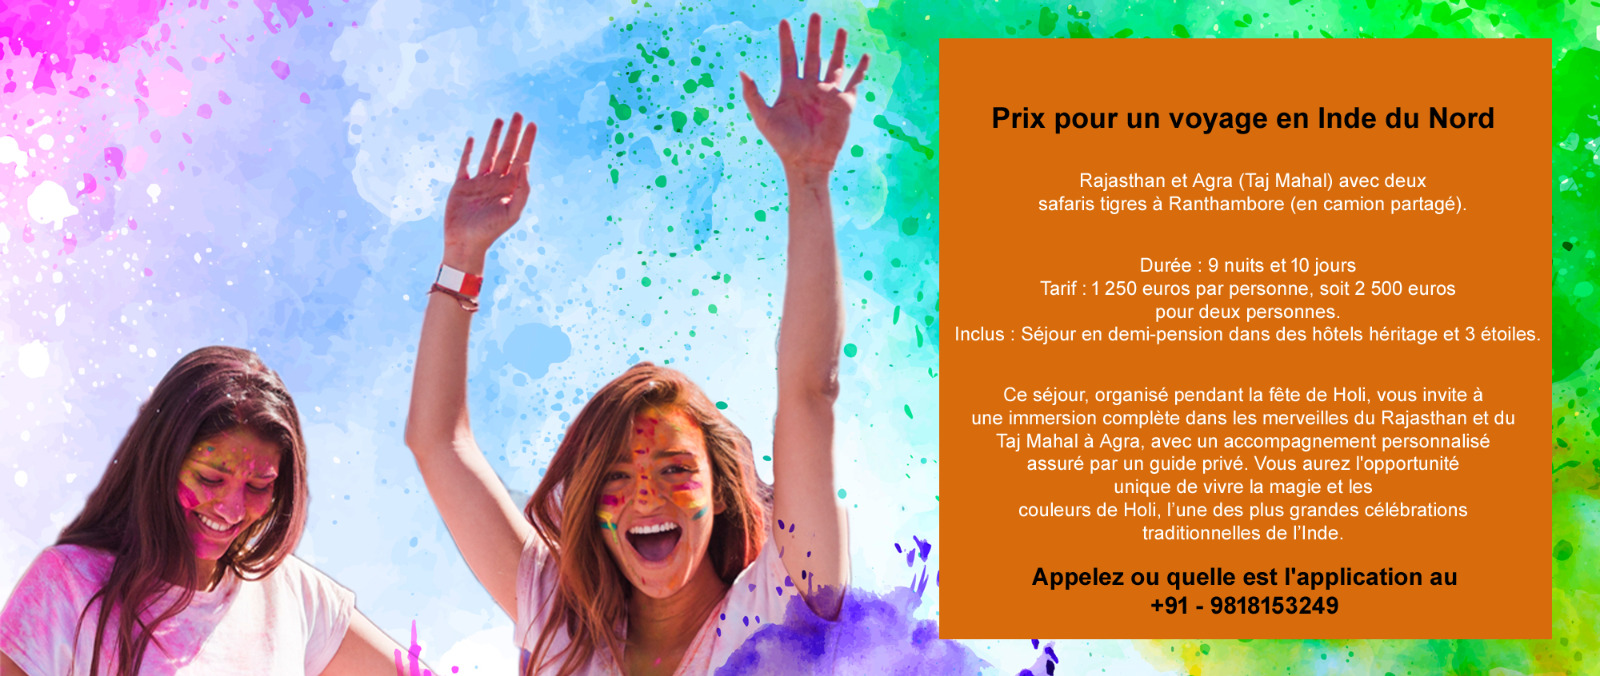 Prix pour un voyage en Inde du Nord
Rajasthan et Agra (Taj Mahal) avec deux
safaris tigres à Ranthambore (en camion partagé).
Durée : 9 nuits et 10 jours
Tarif : 1 250 euros par personne, soit 2 500 euros
pour deux personnes.
Inclus : Séjour en demi-pension dans des hôtels héritage et 3 étoiles.
Ce séjour, organisé pendant la fête de Holi, vous invite à
une immersion complète dans les merveilles du Rajasthan et du
Taj Mahal à Agra, avec un accompagnement personnalisé
assuré par un guide privé. Vous aurez l'opportunité
unique de vivre la magie et les
couleurs de Holi, l’une des plus grandes célébrations
traditionnelles de l’Inde.
Appelez ou quelle est l'application au
+91 - 9818153249